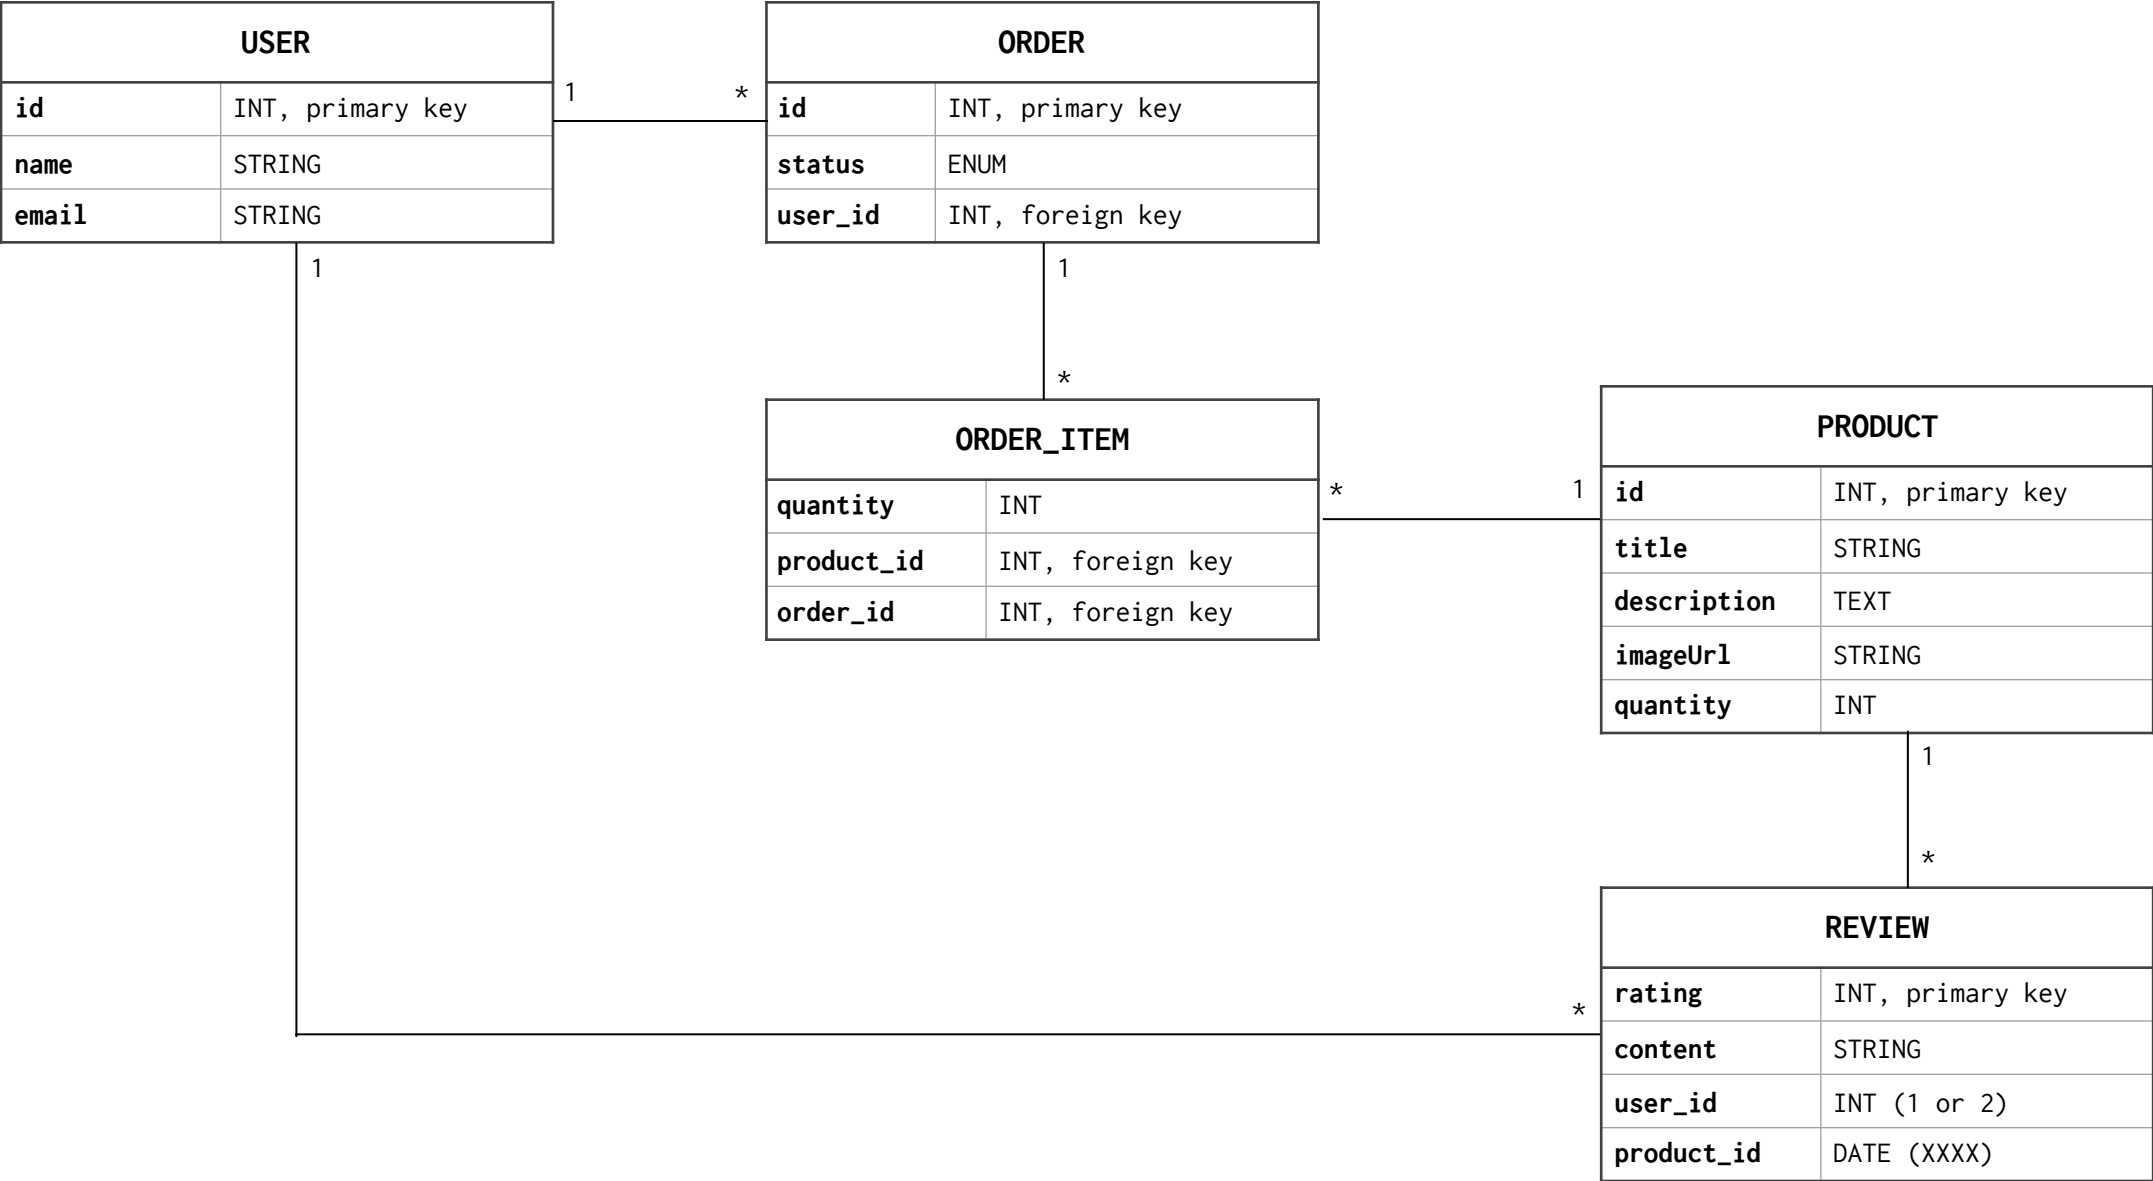 USER
id INT, primary key
name STRING
email STRING
1 *
ORDER
id INT, primary key
status ENUM
user_id INT, foreign key
1
1
*
ORDER_ITEM
quantity INT
product_id INT, foreign key
order_id INT, foreign key
* 1
PRODUCT
id INT, primary key
title STRING
description TEXT
imageUrl STRING
quantity INT
1
*
REVIEW
rating INT, primary key
content STRING
user_id INT (1 or 2)
product_id DATE (XXXX)
*